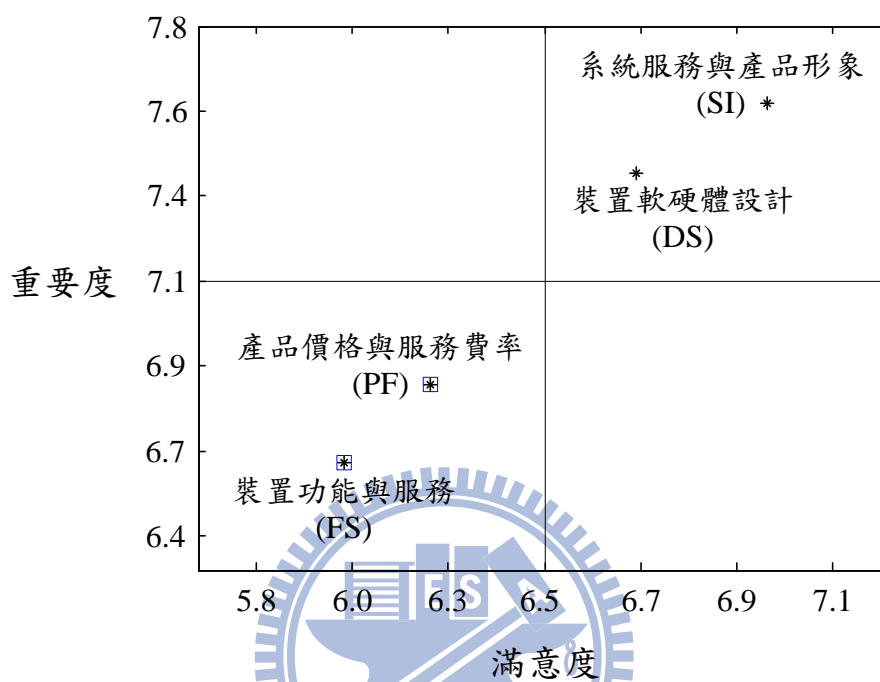 7.8
系統服務與產品形象
7.6
(SI)
7.4
裝置軟硬體設計
(DS)
重要度
7.1
產品價格與服務費率
6.9
(PF)
6.7
裝置功能與服務
(FS)
6.4
E S
5.8 6.0 6.3 6.5 6.7 6.9 7.1
滿意度